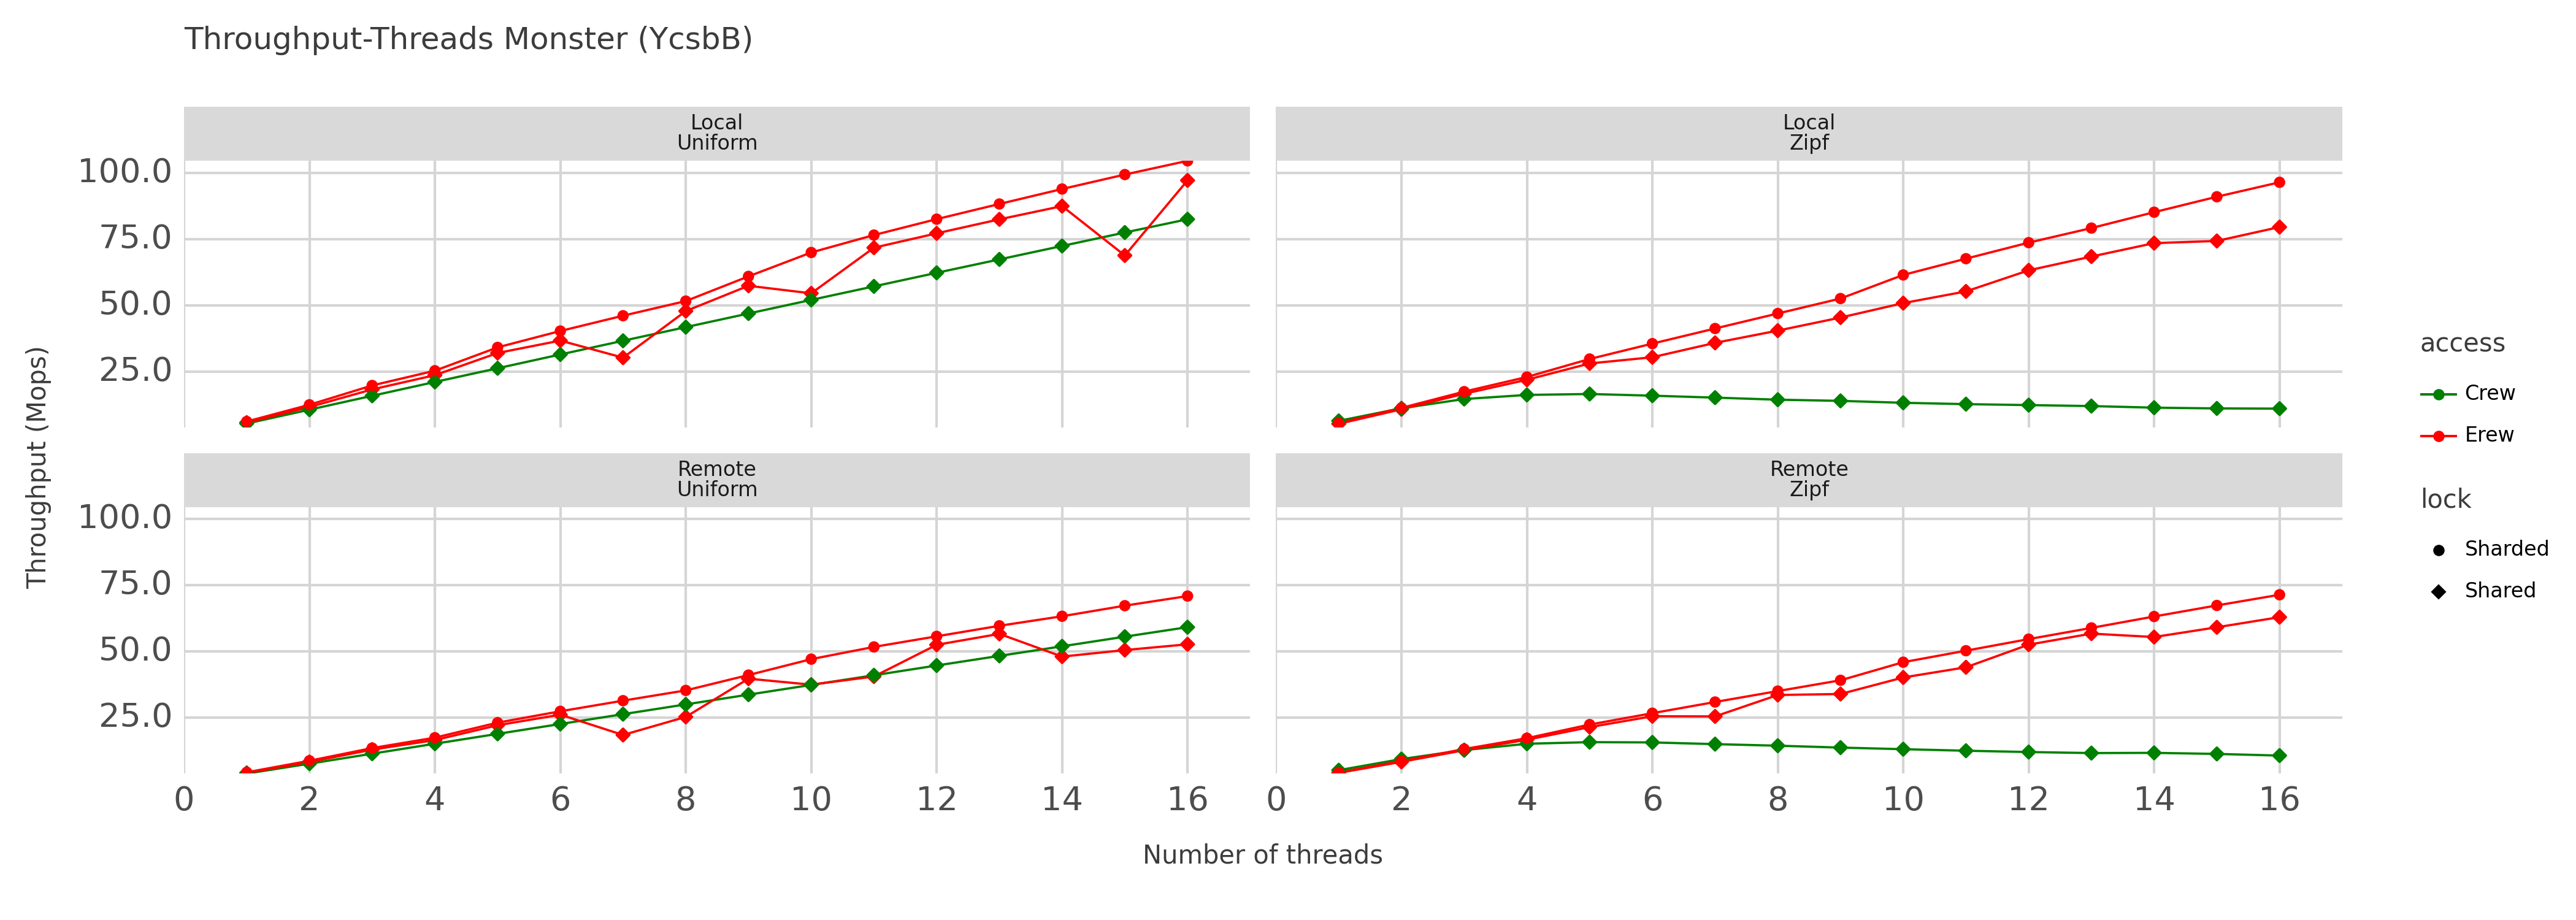 Throughput-Threads Monster (YcsbB)
Local
Uniform
Local
Zipf
100.0
75.0
50.0
25.0
Remote
Uniform
Remote
Zipf
100.0
75.0
50.0
25.0
0 2 4 6 8 10 12 14 16
0 2 4 6 8 10 12 14 16
Number of threads
Throughput (Mops)
access
Crew
Erew
lock
Sharded
Shared